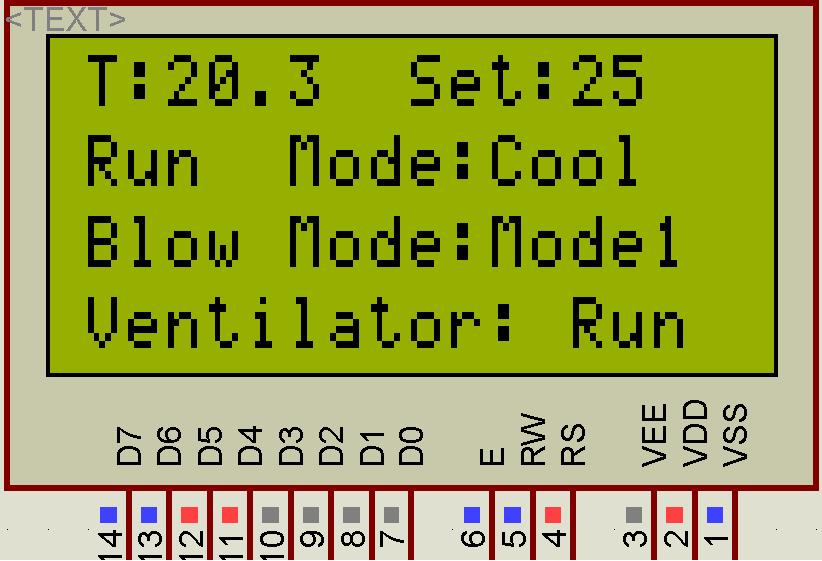 <TEXT>
T:20.3  Set:25
Run  Mode:Cool
Blow Mode:Mode1
Ventilator: Run
D7 D6 D5 D4 D3 D2 D1 D0 E RW RS VEE VDD VSS
14 13 12 11 10 9 8 7 6 5 4 3 2 1